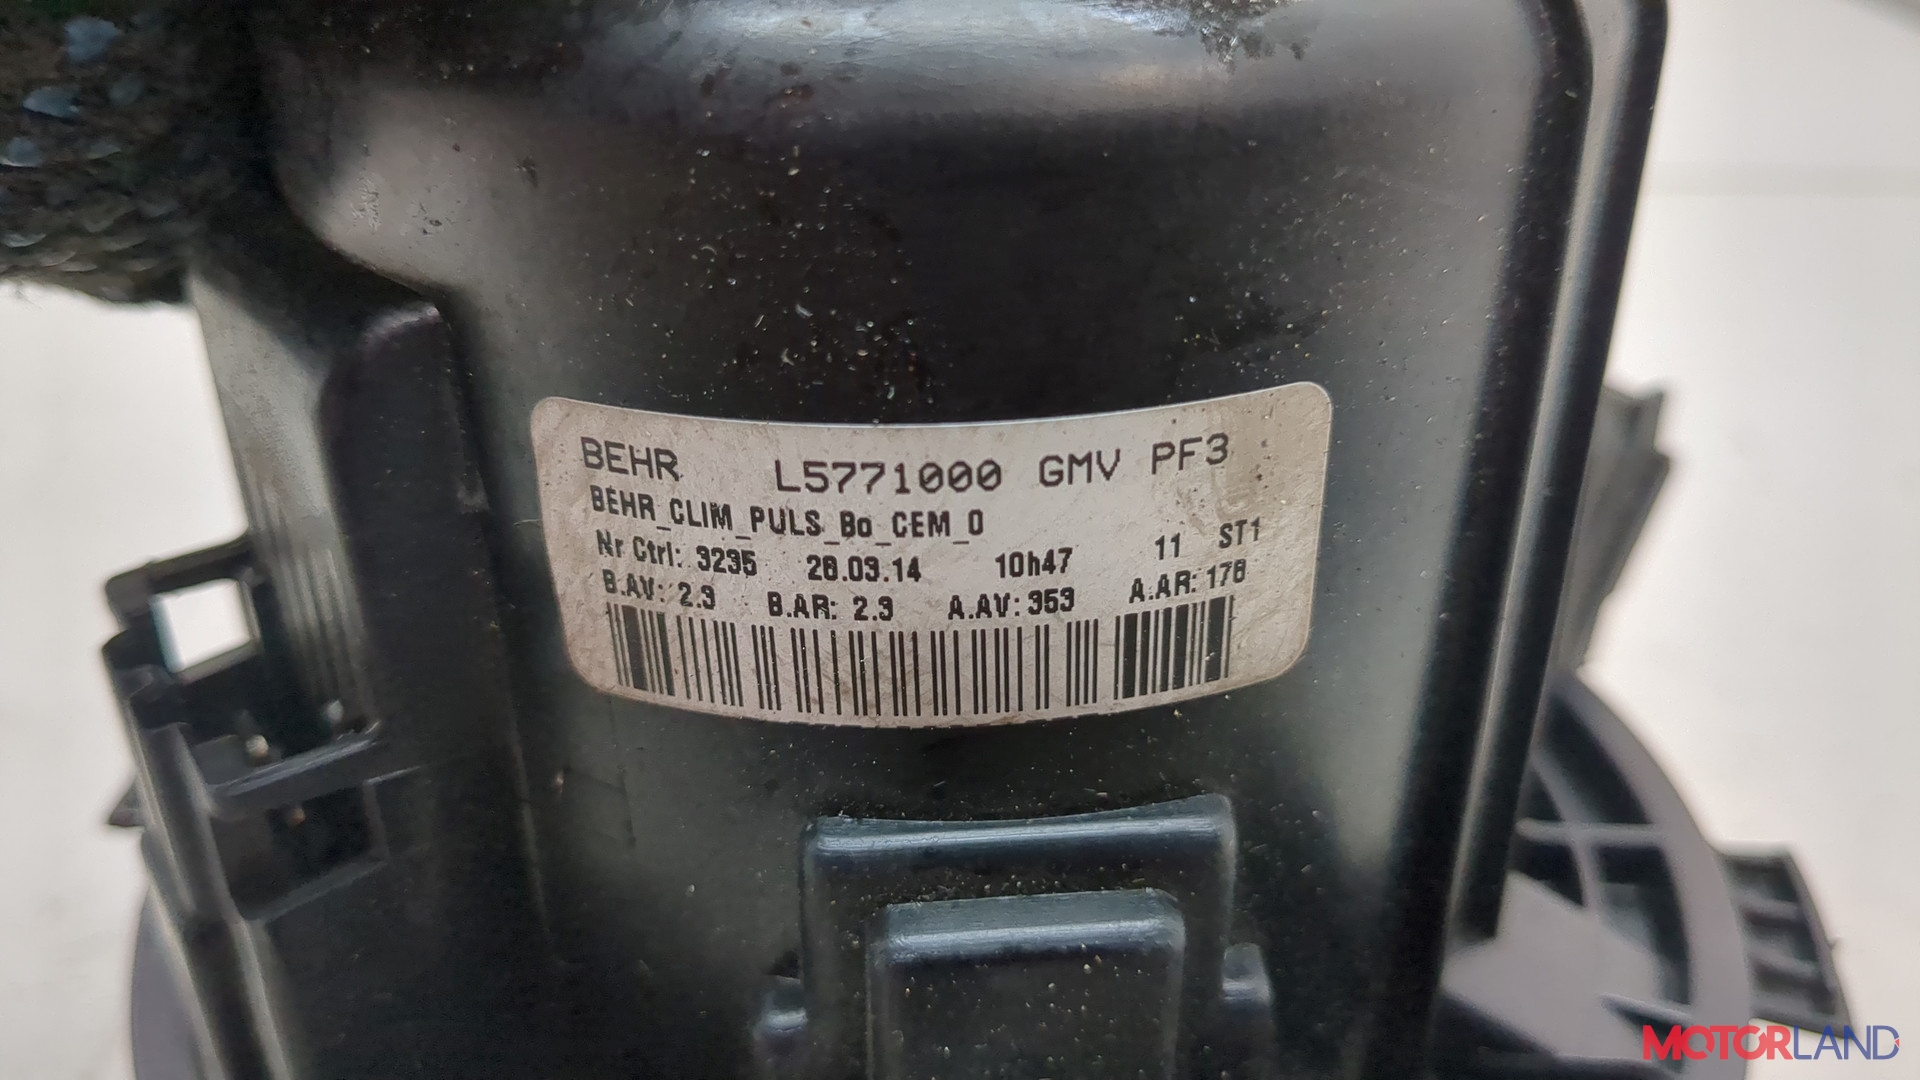 BEHR L5771000 GMV PF3
BEHR_CLIM_PULS_Bo_CEM_0
Nr Ctrl: 3235 28.03.14 10h47 11 ST1
B.AV: 2.3 B.AR: 2.3 A.AV: 353 A.AR: 178
MOTORLAND